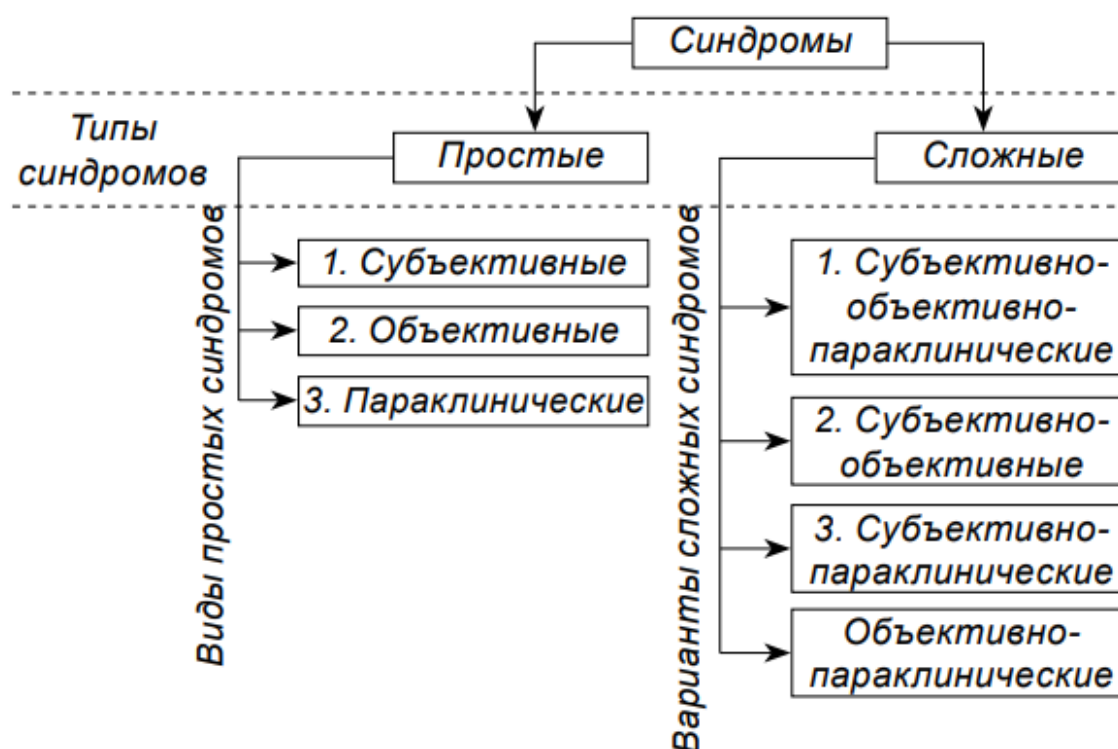 Синдромы
Типы
синдромов
Простые
Сложные
Виды простых синдромов
1. Субъективные
2. Объективные
3. Параклинические
Варианты сложных синдромов
1. Субъективно-
объективно-
параклинические
2. Субъективно-
объективные
3. Субъективно-
параклинические
Объективно-
параклинические